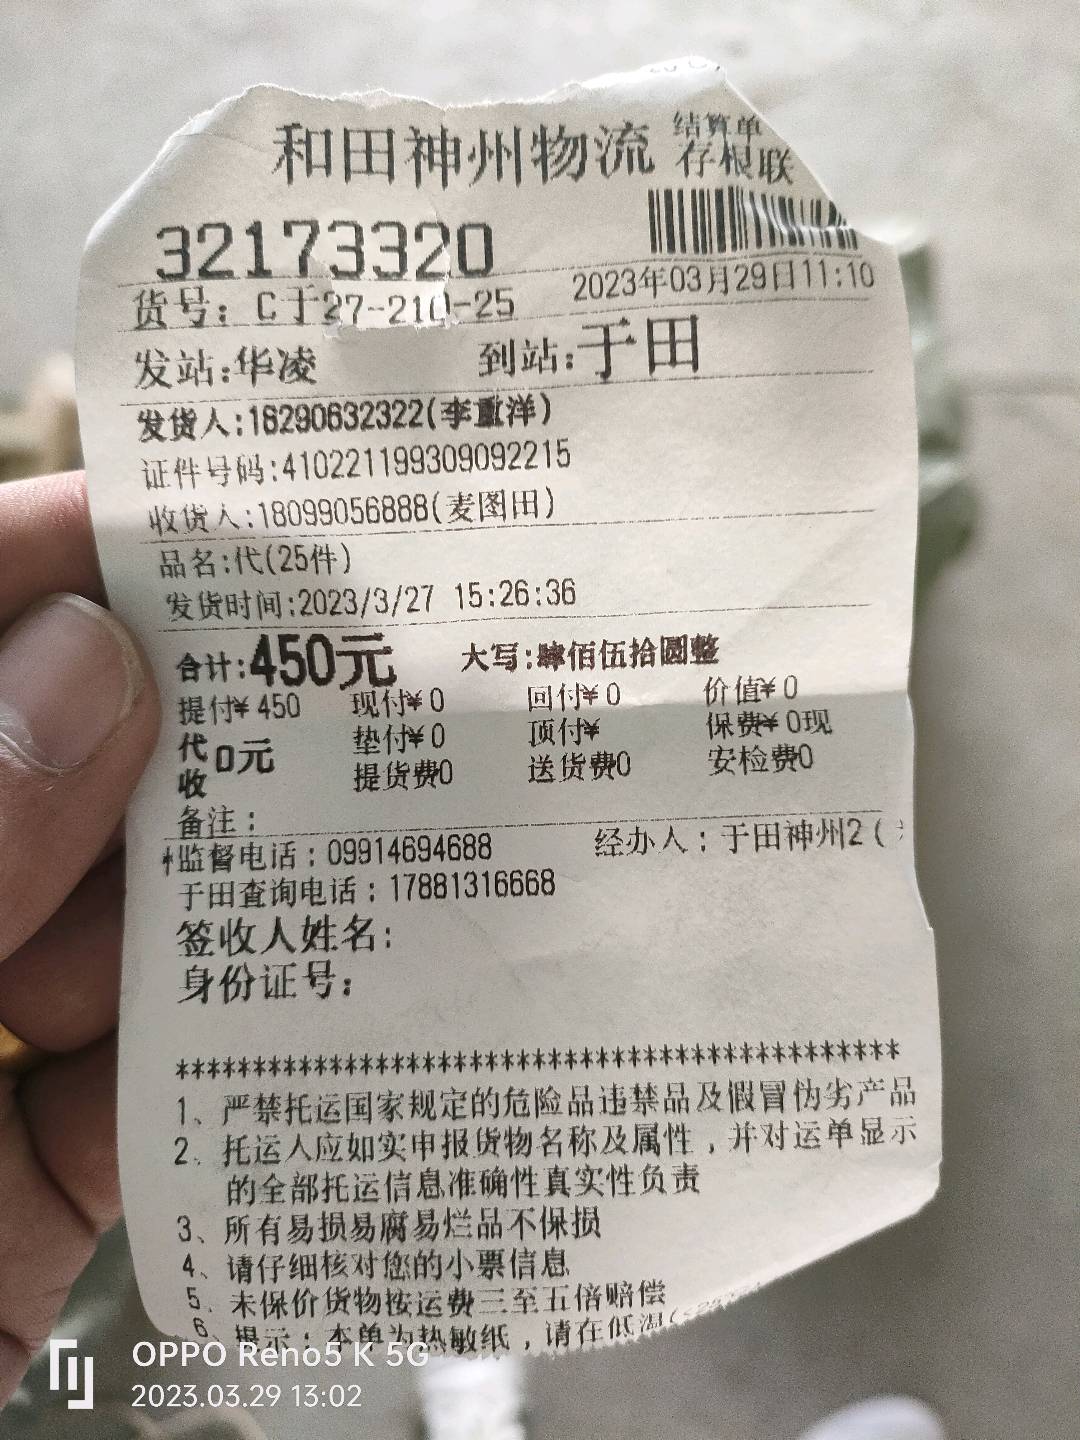 和田神州物流 结算单
存根联
32173320
2023年03月29日11:10
货号：C于27-210-25
发站:华凌 到站:于田
发货人:16290632322(李重洋)
证件号码:410221199309092215
收货人:18099056888(麦图田)
品名:代(25件)
发货时间:2023/3/27 15:26:36
合计:450元 大写:肆佰伍拾圆整
提付¥450 现付¥0 回付¥0 价值¥0
代收0元 垫付¥0 顶付¥ 保费¥0现
提货费0 送货费0 安检费0
备注：
监督电话：09914694688 经办人：于田神州2（
于田查询电话：17881316668
签收人姓名：
身份证号：
************************************************
1、严禁托运国家规定的危险品违禁品及假冒伪劣产品
2、托运人应如实申报货物名称及属性，并对运单显示
的全部托运信息准确性真实性负责
3、所有易损易腐易烂品不保损
4、请仔细核对您的小票信息
5、未保价货物按运费三至五倍赔偿
6、提示：本单为热敏纸，请在低温(<25
OPPO Reno5 K 5G
2023.03.29 13:02